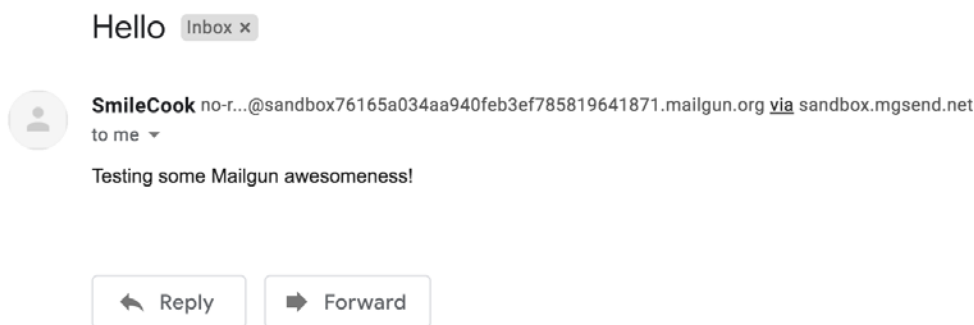 Hello Inbox ×
SmileCook no-r...@sandbox76165a034aa940feb3ef785819641871.mailgun.org via sandbox.mgsend.net
to me
Testing some Mailgun awesomeness!
Reply Forward